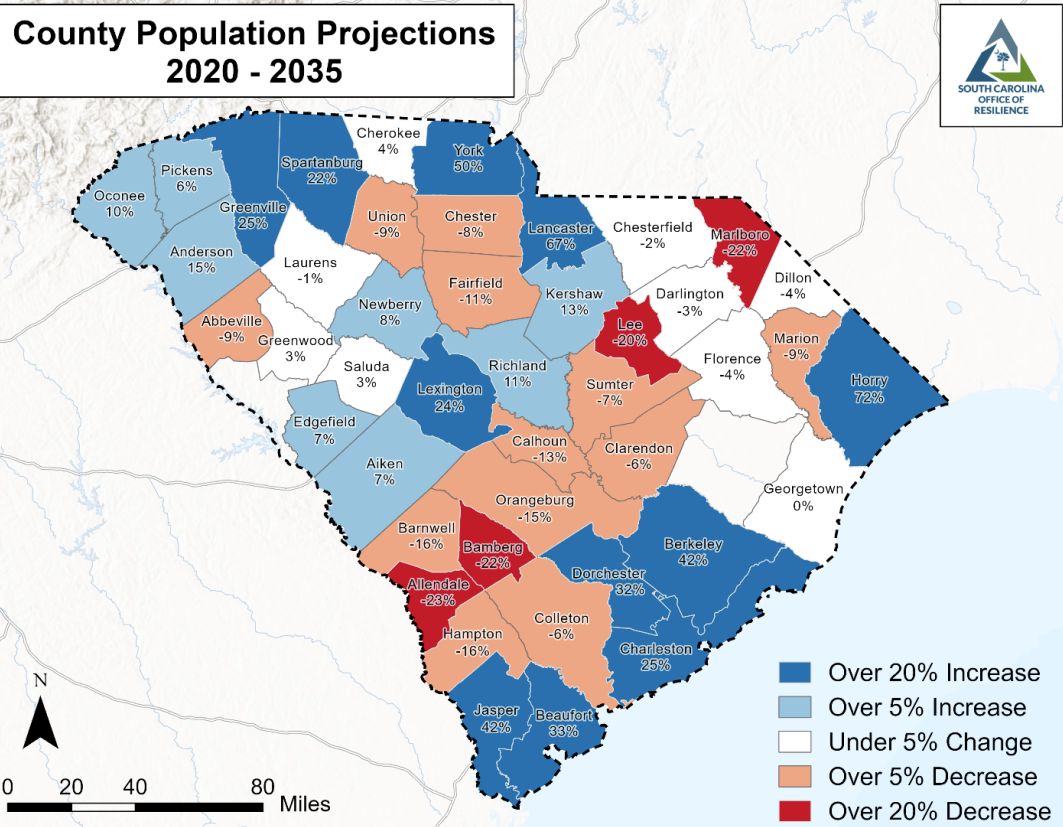 County Population Projections
2020 - 2035
SOUTH CAROLINA
OFFICE OF
RESILIENCE
Cherokee
4%
York
50%
Spartanburg
22%
Pickens
6%
Oconee
10%
Greenville
25%
Union
-9%
Chester
-8%
Lancaster
67%
Chesterfield
-2%
Marlboro
-22%
Anderson
15%
Laurens
-1%
Dillon
-4%
Fairfield
-11%
Kershaw
13%
Darlington
-3%
Newberry
8%
Abbeville
-9%
Greenwood
3%
Lee
-20%
Marion
-9%
Florence
-4%
Saluda
3%
Richland
11%
Horry
72%
Lexington
24%
Sumter
-7%
Edgefield
7%
Calhoun
-13%
Clarendon
-6%
Aiken
7%
Georgetown
0%
Orangeburg
-15%
Barnwell
-16%
Bamberg
-22%
Berkeley
42%
Dorchester
32%
Allendale
-23%
Colleton
-6%
Hampton
-16%
Charleston
25%
Jasper
42%
Beaufort
33%
N
0 20 40 80 Miles
Over 20% Increase
Over 5% Increase
Under 5% Change
Over 5% Decrease
Over 20% Decrease